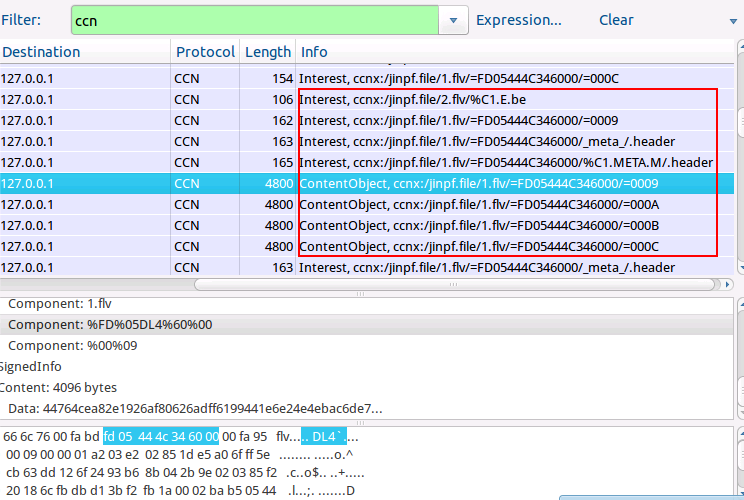 Filter: ccn Expression... Clear
Destination Protocol Length Info
127.0.0.1 CCN 154 Interest, ccnx:/jinpf.file/1.flv/=FD05444C346000/=000C
127.0.0.1 CCN 106 Interest, ccnx:/jinpf.file/2.flv/%C1.E.be
127.0.0.1 CCN 162 Interest, ccnx:/jinpf.file/1.flv/=FD05444C346000/=0009
127.0.0.1 CCN 163 Interest, ccnx:/jinpf.file/1.flv/=FD05444C346000/_meta_/.header
127.0.0.1 CCN 165 Interest, ccnx:/jinpf.file/1.flv/=FD05444C346000/%C1.META.M/.header
127.0.0.1 CCN 4800 ContentObject, ccnx:/jinpf.file/1.flv/=FD05444C346000/=0009
127.0.0.1 CCN 4800 ContentObject, ccnx:/jinpf.file/1.flv/=FD05444C346000/=000A
127.0.0.1 CCN 4800 ContentObject, ccnx:/jinpf.file/1.flv/=FD05444C346000/=000B
127.0.0.1 CCN 4800 ContentObject, ccnx:/jinpf.file/1.flv/=FD05444C346000/=000C
127.0.0.1 CCN 163 Interest, ccnx:/jinpf.file/1.flv/=FD05444C346000/_meta_/.header
Component: 1.flv
Component: %FD%05DL4%60%00
Component: %00%09
SignedInfo
Content: 4096 bytes
Data: 44764cea82e1926af80626adff6199441e6e24e4ebac6de7...
66 6c 76 00 fa bd fd 05 44 4c 34 60 00 00 fa 95 flv..... DL4`....
00 09 00 00 01 a2 03 e2 02 85 1d e5 a0 6f ff 5e ........ .....o.^
cb 63 dd 12 6f 24 93 b6 8b 04 2b 9e 02 03 85 f2 .c..o$.. ..+.....
20 18 6c fb db d1 3b f2 fb 1a 00 02 ba b5 05 44 .l...;. .......D